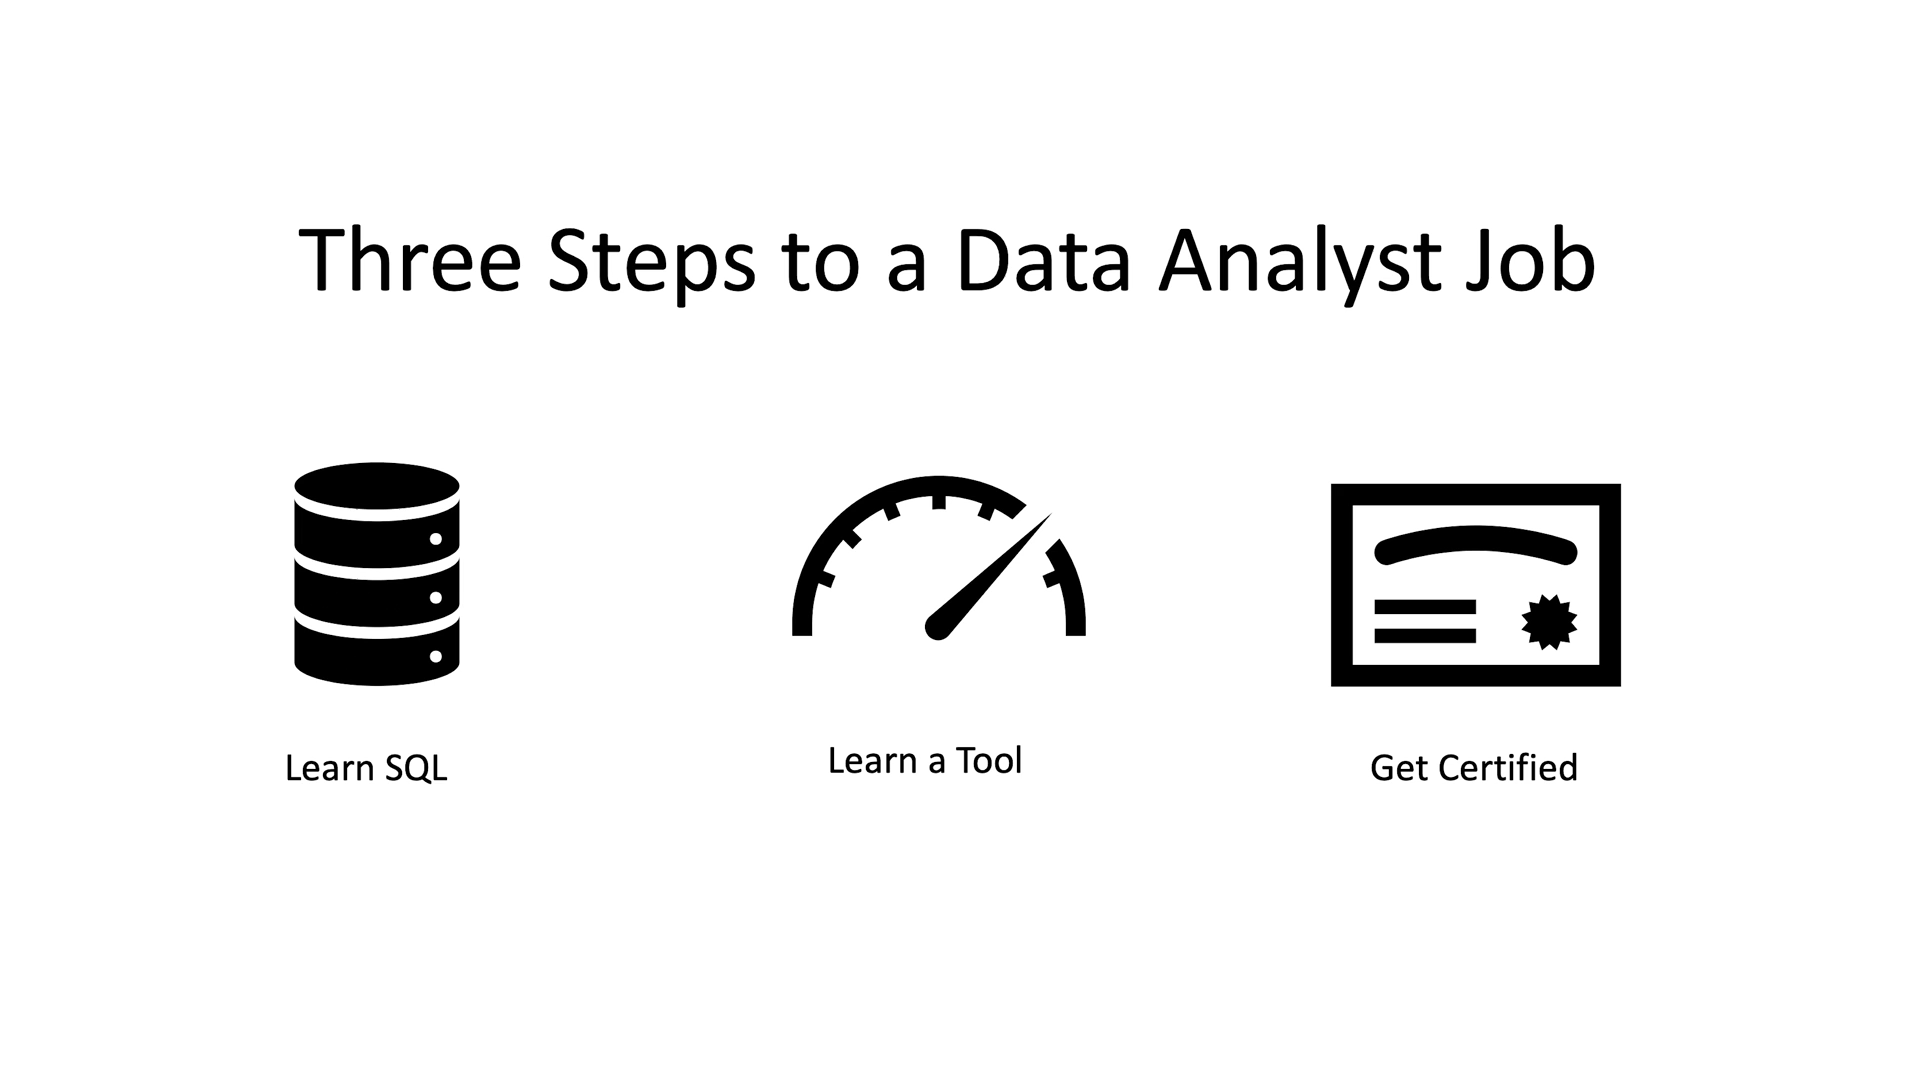 Three Steps to a Data Analyst Job
Learn SQL
Learn a Tool
Get Certified